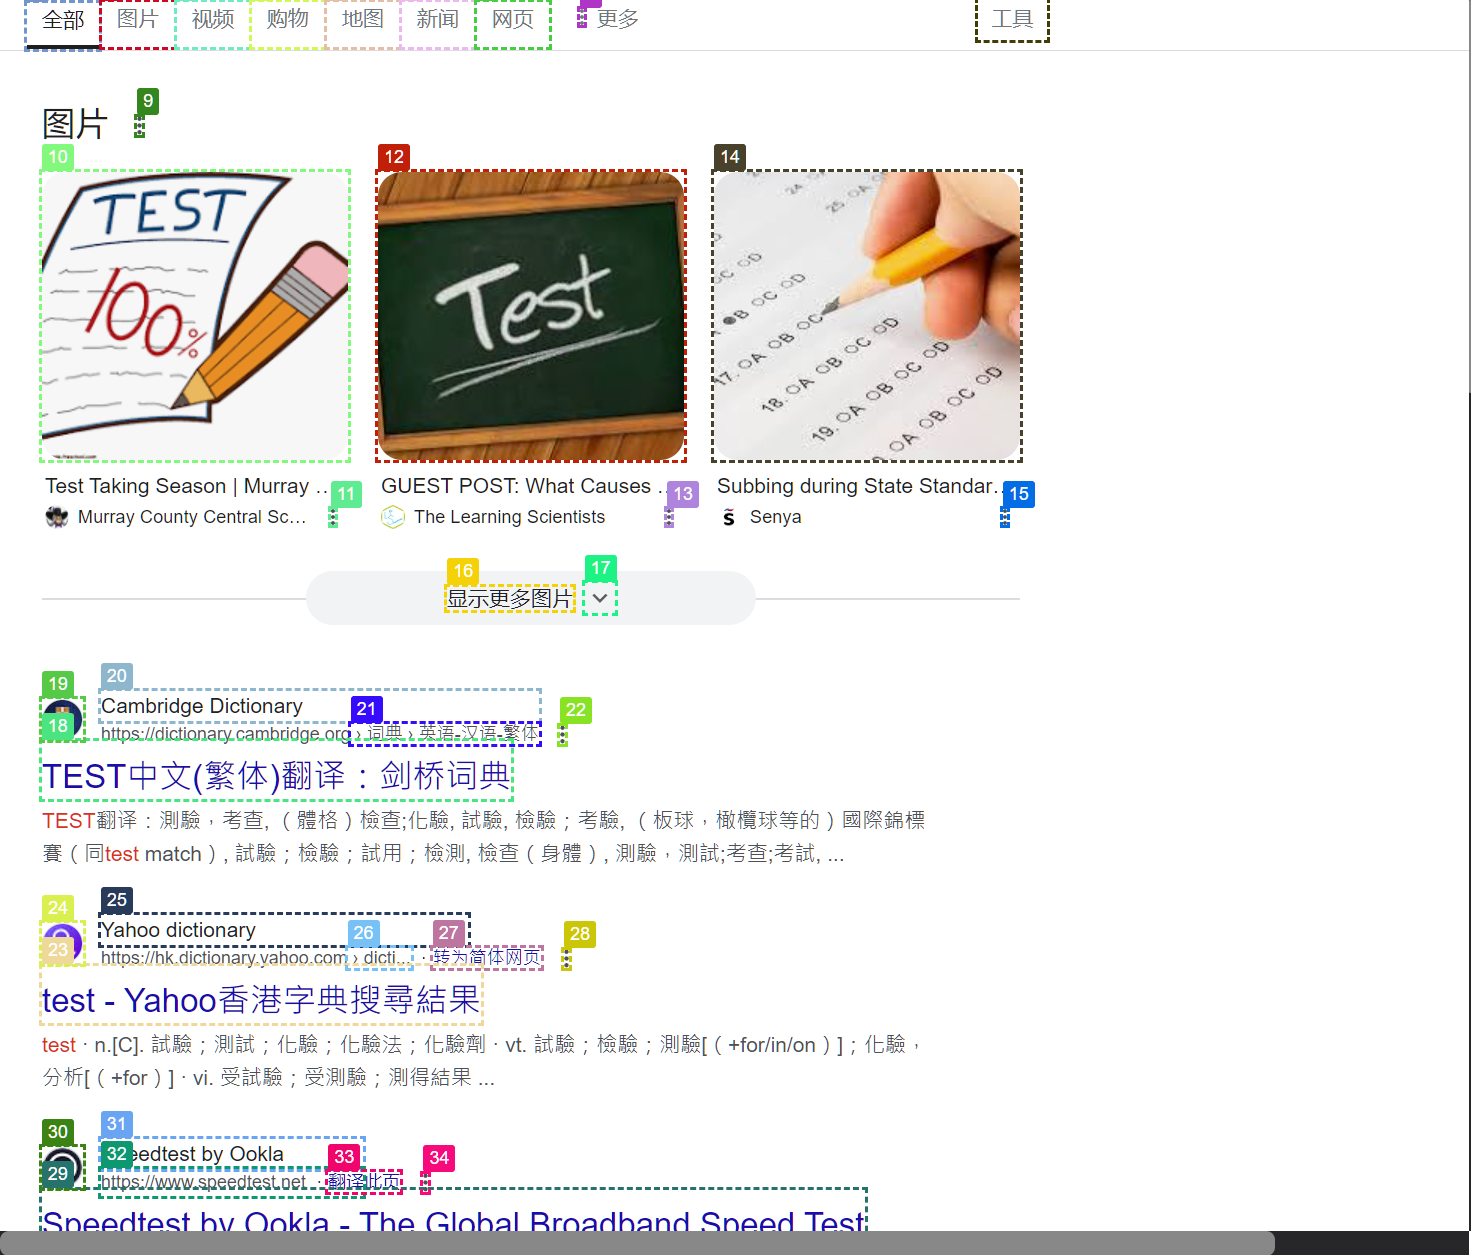 全部 图片 视频 购物 地图 新闻 网页 更多 工具
图片
9
10 12 14
TEST
100%
Test
24.
25. OA OB OC OD
17. OA OB OC OD
18. OA OB OC OD
19. OA OB OC OD
OA OB OC OD
Test Taking Season | Murray ...
11
Murray County Central Sc...
GUEST POST: What Causes ...
13
The Learning Scientists
Subbing during State Standar...
15
Senya
16 17
显示更多图片
19 20
Cambridge Dictionary
18 21 22
https://dictionary.cambridge.org › 词典 › 英语-汉语-繁体
TEST中文(繁体)翻译：剑桥词典
TEST翻译：測驗，考查,（體格）檢查;化驗, 試驗, 檢驗；考驗,（板球，橄欖球等的）國際錦標
賽（同test match）, 試驗；檢驗；試用；檢測, 檢查（身體）, 測驗，測試;考查;考試, ...
24 25
Yahoo dictionary
23 26 27 28
https://hk.dictionary.yahoo.com › dicti... · 转为简体网页
test - Yahoo香港字典搜尋結果
test · n.[C]. 試驗；測試；化驗；化驗法；化驗劑 · vt. 試驗；檢驗；測驗[（+for/in/on）]；化驗，
分析[（+for）] · vi. 受試驗；受測驗；測得結果 ...
30 31
32 peedtest by Ookla
29 33 34
https://www.speedtest.net · 翻译此页
Speedtest by Ookla - The Global Broadband Speed Test